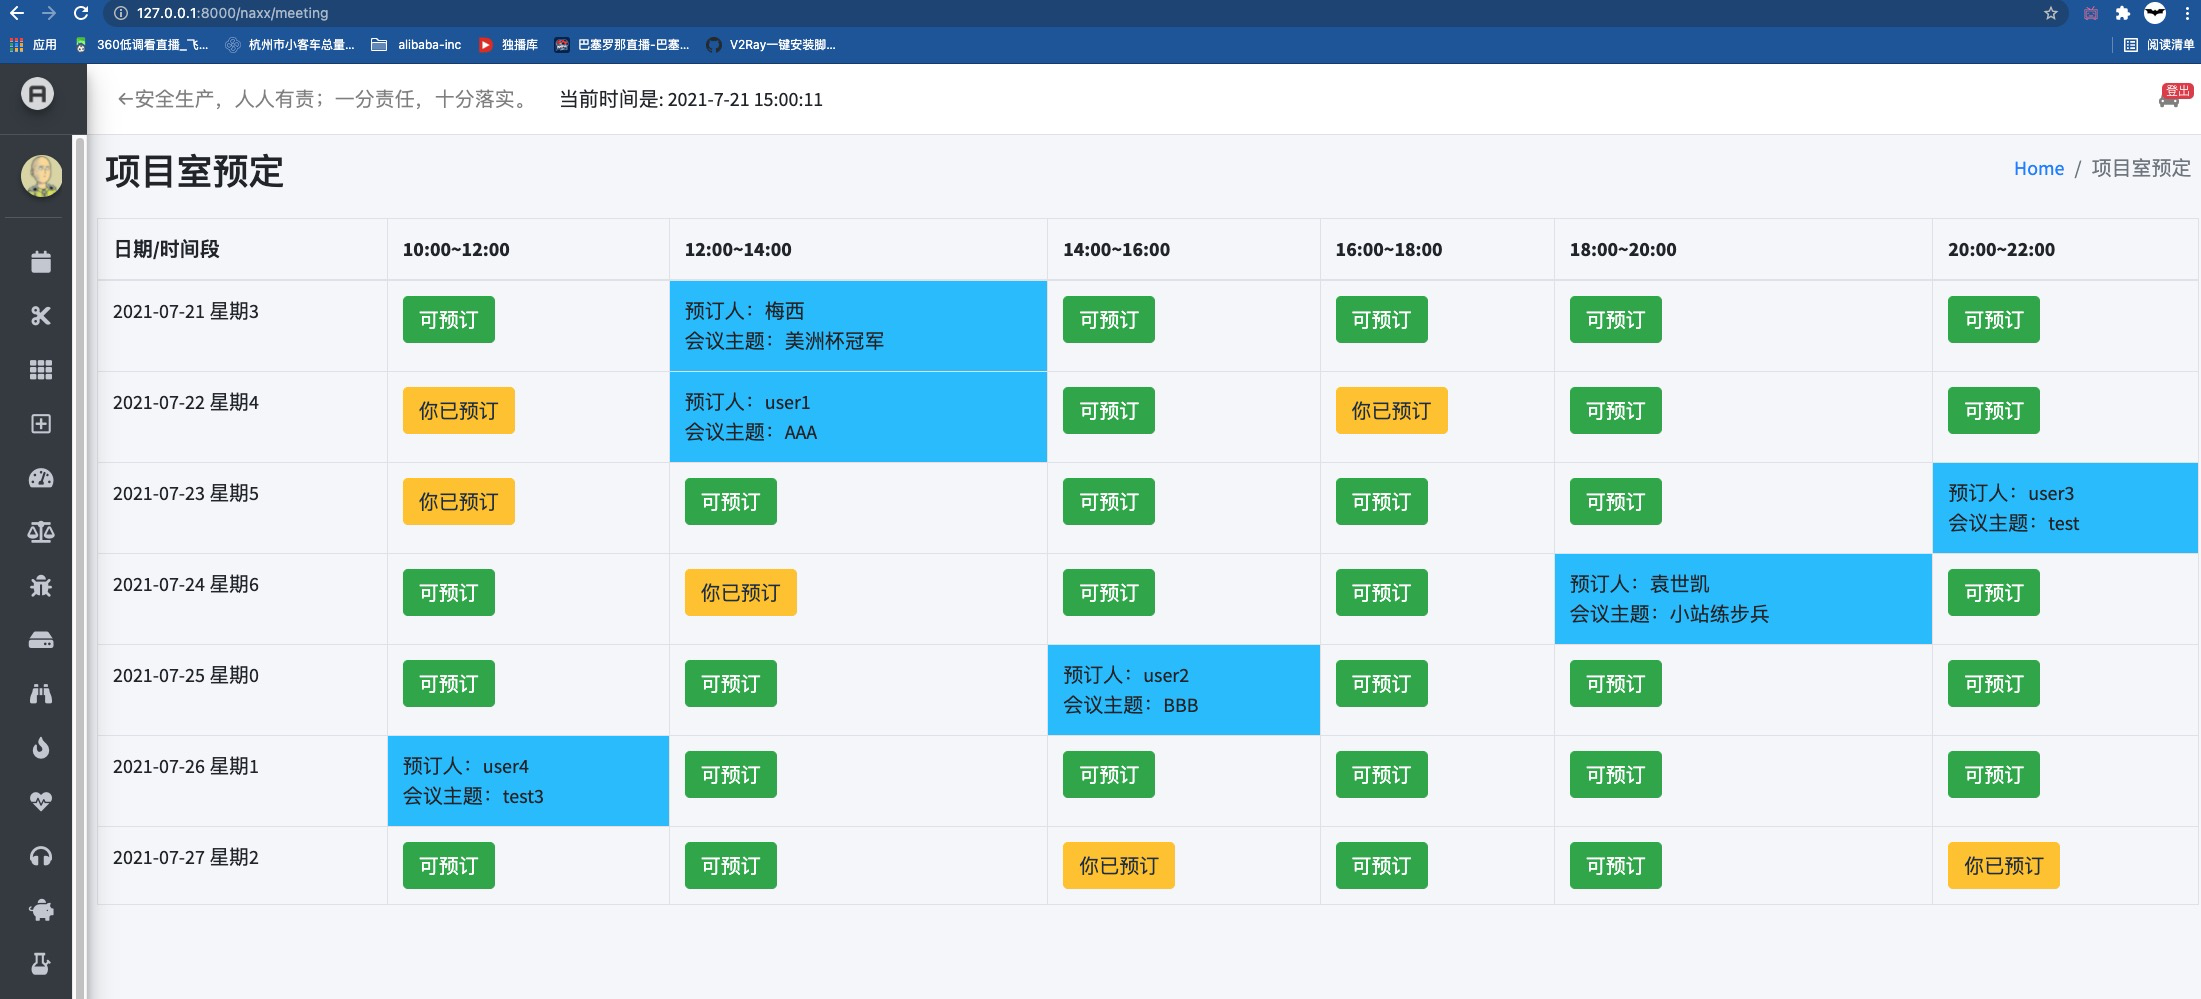 127.0.0.1:8000/naxx/meeting
应用 360低调看直播_飞... 杭州市小客车总量... alibaba-inc 独播库 巴塞罗那直播-巴塞... V2Ray一键安装脚... 阅读清单
←安全生产，人人有责；一分责任，十分落实。 当前时间是: 2021-7-21 15:00:11 登出
项目室预定 Home / 项目室预定
日期/时间段 10:00~12:00 12:00~14:00 14:00~16:00 16:00~18:00 18:00~20:00 20:00~22:00
2021-07-21 星期3 可预订 预订人：梅西 可预订 可预订 可预订 可预订
会议主题：美洲杯冠军
2021-07-22 星期4 你已预订 预订人：user1 可预订 你已预订 可预订 可预订
会议主题：AAA
2021-07-23 星期5 你已预订 可预订 可预订 可预订 可预订 预订人：user3
会议主题：test
2021-07-24 星期6 可预订 你已预订 可预订 可预订 预订人：袁世凯 可预订
会议主题：小站练步兵
2021-07-25 星期0 可预订 可预订 预订人：user2 可预订 可预订 可预订
会议主题：BBB
2021-07-26 星期1 预订人：user4 可预订 可预订 可预订 可预订 可预订
会议主题：test3
2021-07-27 星期2 可预订 可预订 你已预订 可预订 可预订 你已预订